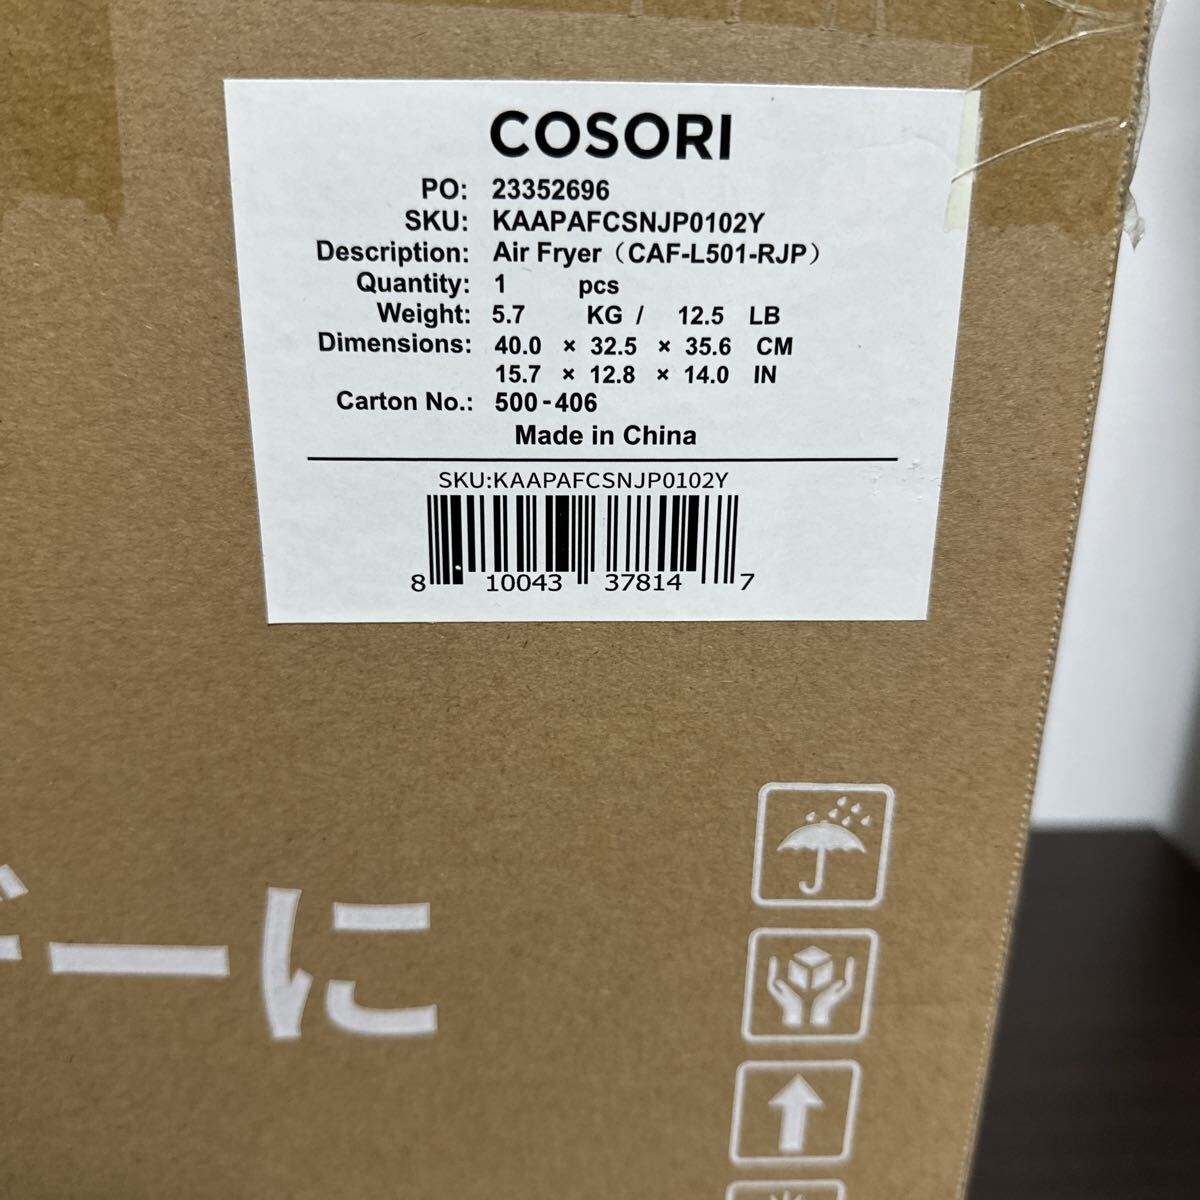 COSORI
PO: 23352696
SKU: KAAPAFCSNJP0102Y
Description: Air Fryer（CAF-L501-RJP）
Quantity: 1 pcs
Weight: 5.7 KG / 12.5 LB
Dimensions: 40.0 × 32.5 × 35.6 CM
15.7 × 12.8 × 14.0 IN
Carton No.: 500-406
Made in China
SKU:KAAPAFCSNJP0102Y
8 10043 37814 7
ーに